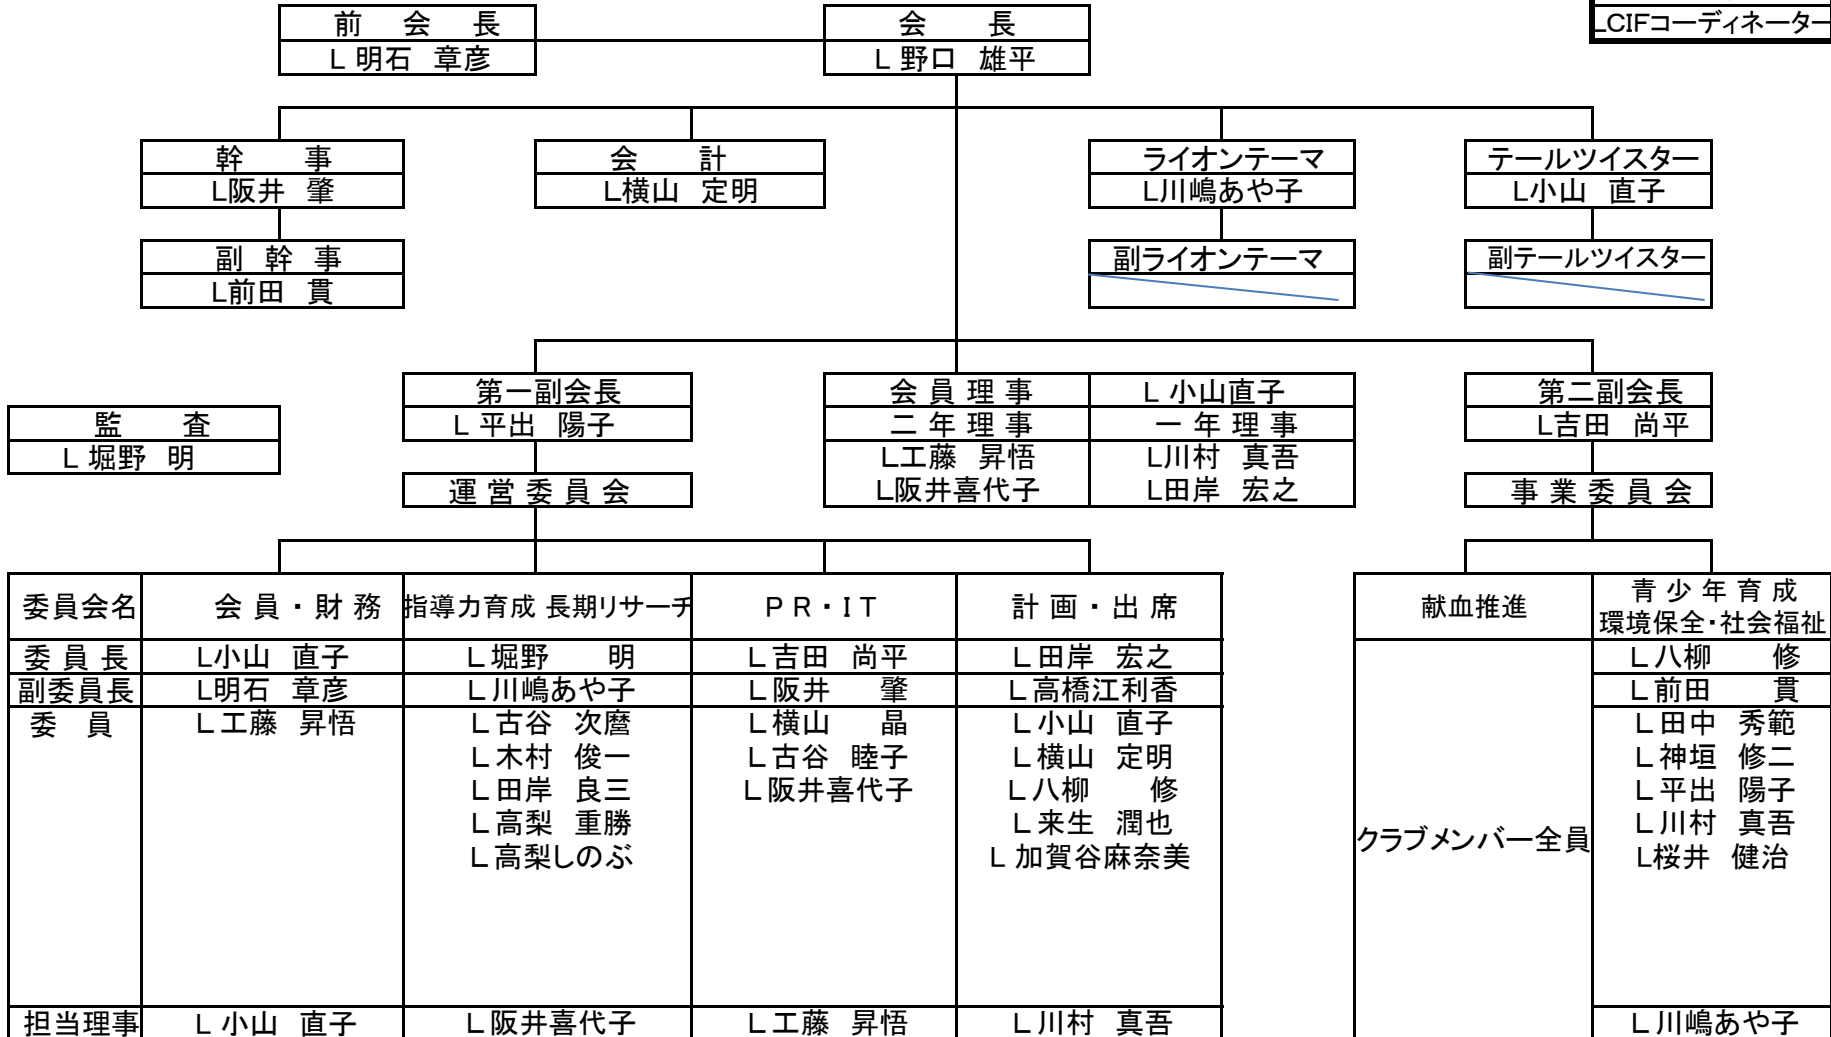 前 会 長
会 長
LCIFコーディネーター
L 明石 章彦
L 野口 雄平
幹 事
会 計
ライオンテーマ
テールツイスター
L阪井 肇
L横山 定明
L川嶋あや子
L小山 直子
副 幹 事
副ライオンテーマ
副テールツイスター
L前田 貫
第一副会長
会 員 理 事
L 小山直子
第二副会長
監 査
L 平出 陽子
二 年 理 事
一 年 理 事
L吉田 尚平
L 堀野 明
L工藤 昇悟
L川村 真吾
運 営 委 員 会
L阪井喜代子
L田岸 宏之
事 業 委 員 会
委員会名
会 員 ・ 財 務
指導力育成 長期リサーチ
P R ・ I T
計 画 ・ 出 席
献血推進
青 少 年 育 成
環境保全・社会福祉
委 員 長
L小山 直子
L 堀野 明
L 吉田 尚平
L 田岸 宏之
L 八柳 修
副委員長
L明石 章彦
L 川嶋あや子
L 阪井 肇
L 高橋江利香
L 前田 貫
委 員
L 工藤 昇悟
L 古谷 次麿
L 横山 晶
L 小山 直子
L 田中 秀範
L 木村 俊一
L 古谷 睦子
L 横山 定明
L 神垣 修二
L 田岸 良三
L 阪井喜代子
L 八柳 修
L 平出 陽子
L 高梨 重勝
L 来生 潤也
L 川村 真吾
クラブメンバー全員
L 高梨しのぶ
L 加賀谷麻奈美
L桜井 健治
担当理事
L 小山 直子
L 阪井喜代子
L 工藤 昇悟
L 川村 真吾
L 川嶋あや子